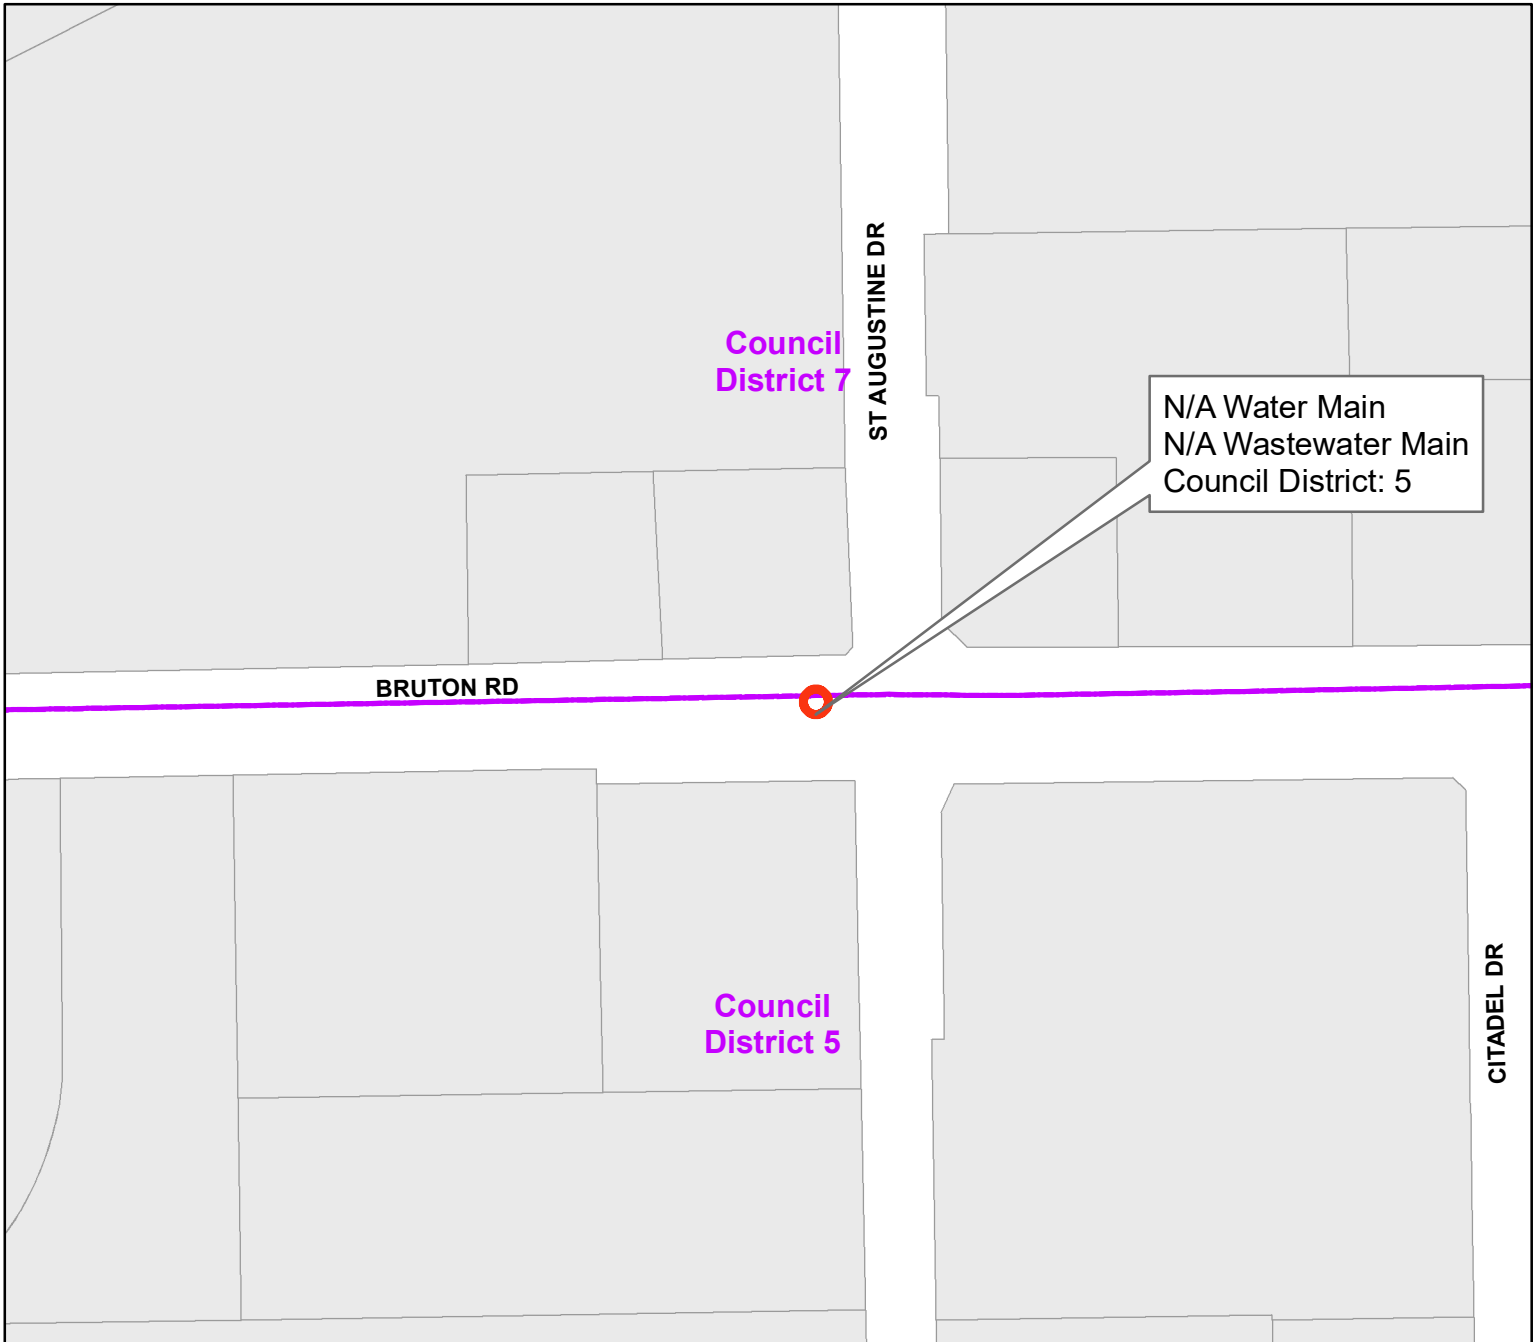 ST AUGUSTINE DR
Council
District 7
N/A Water Main
N/A Wastewater Main
Council District: 5
BRUTON RD
Council
District 5
CITADEL DR